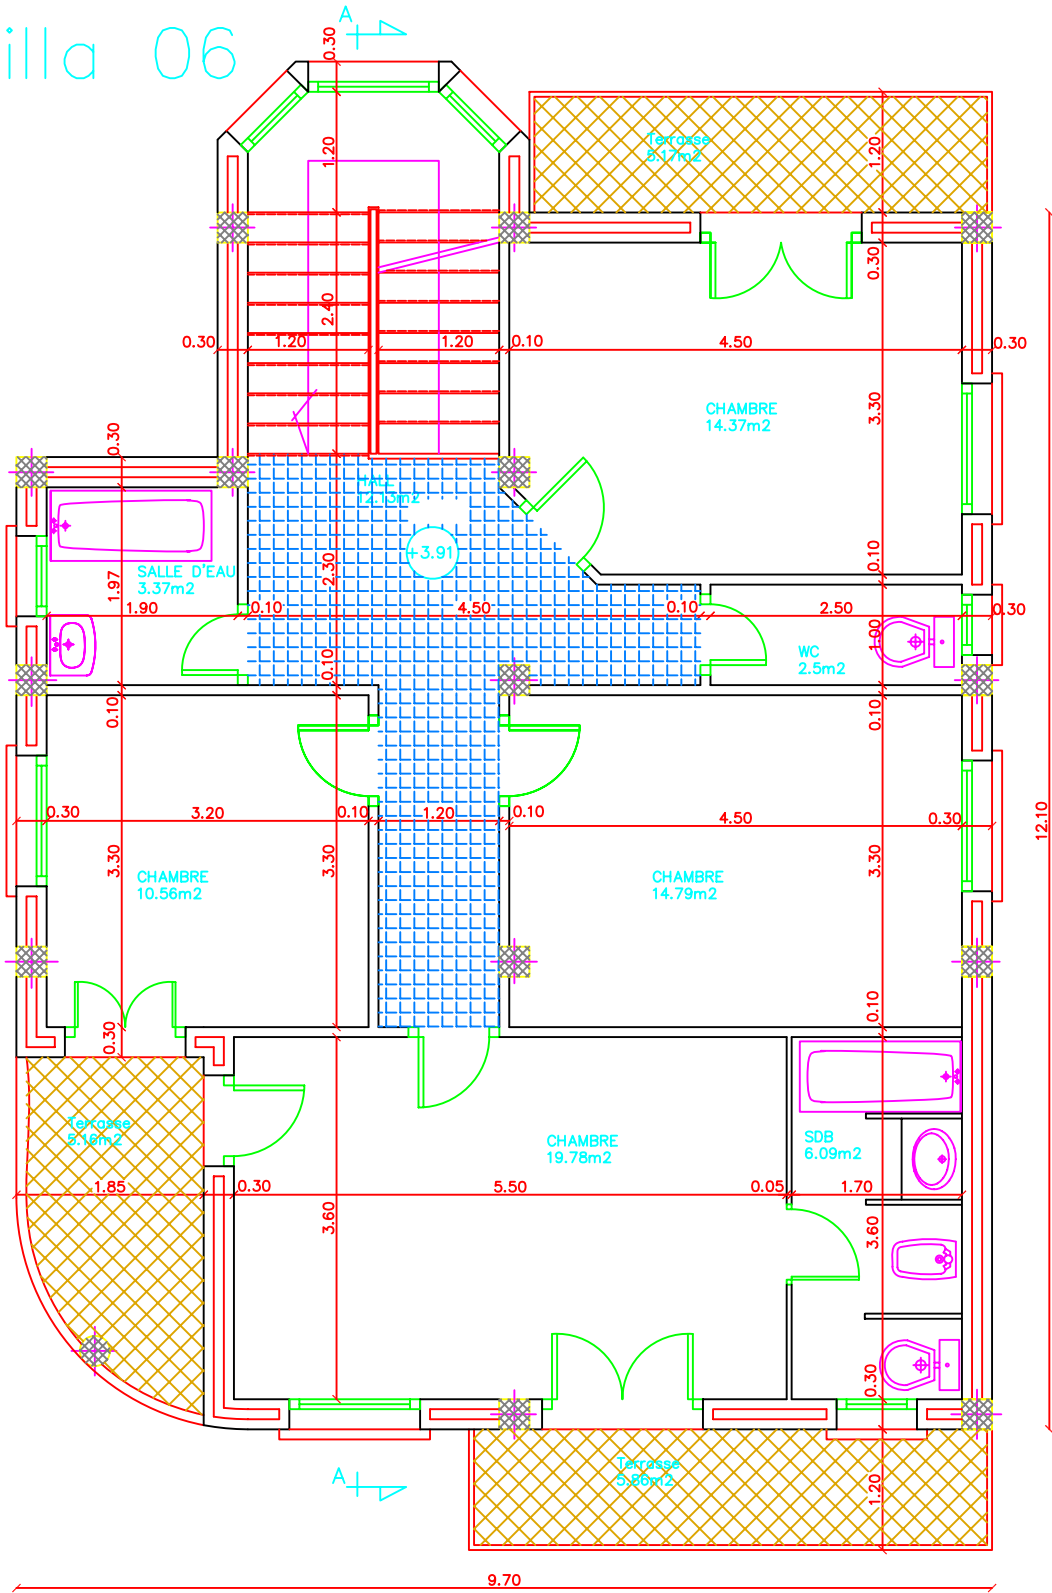 illa 06
A
0.30
1.20
Terrasse
5.17m2
1.20
0.30
2.40
0.30
1.20
1.20
0.10
4.50
0.30
CHAMBRE
14.37m2
3.30
0.30
HALL
12.13m2
+3.91
SALLE D'EAU
3.37m2
1.97
2.30
0.10
1.90
0.10
4.50
0.10
2.50
0.30
1.00
WC
2.5m2
0.10
0.10
0.10
0.30
3.20
0.10
1.20
0.10
4.50
0.30
12.10
3.30
3.30
3.30
CHAMBRE
10.56m2
CHAMBRE
14.79m2
0.10
0.30
Terrasse
5.16m2
CHAMBRE
19.78m2
SDB
6.09m2
1.85
0.30
5.50
0.05
1.70
3.60
3.60
0.30
A
Terrasse
5.86m2
1.20
9.70